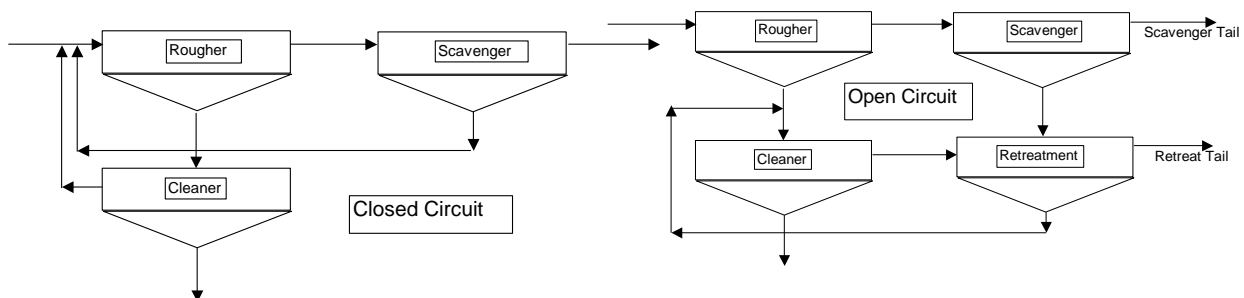 Rougher
Scavenger
Cleaner
Closed Circuit
Rougher
Scavenger
Scavenger Tail
Open Circuit
Cleaner
Retreatment
Retreat Tail